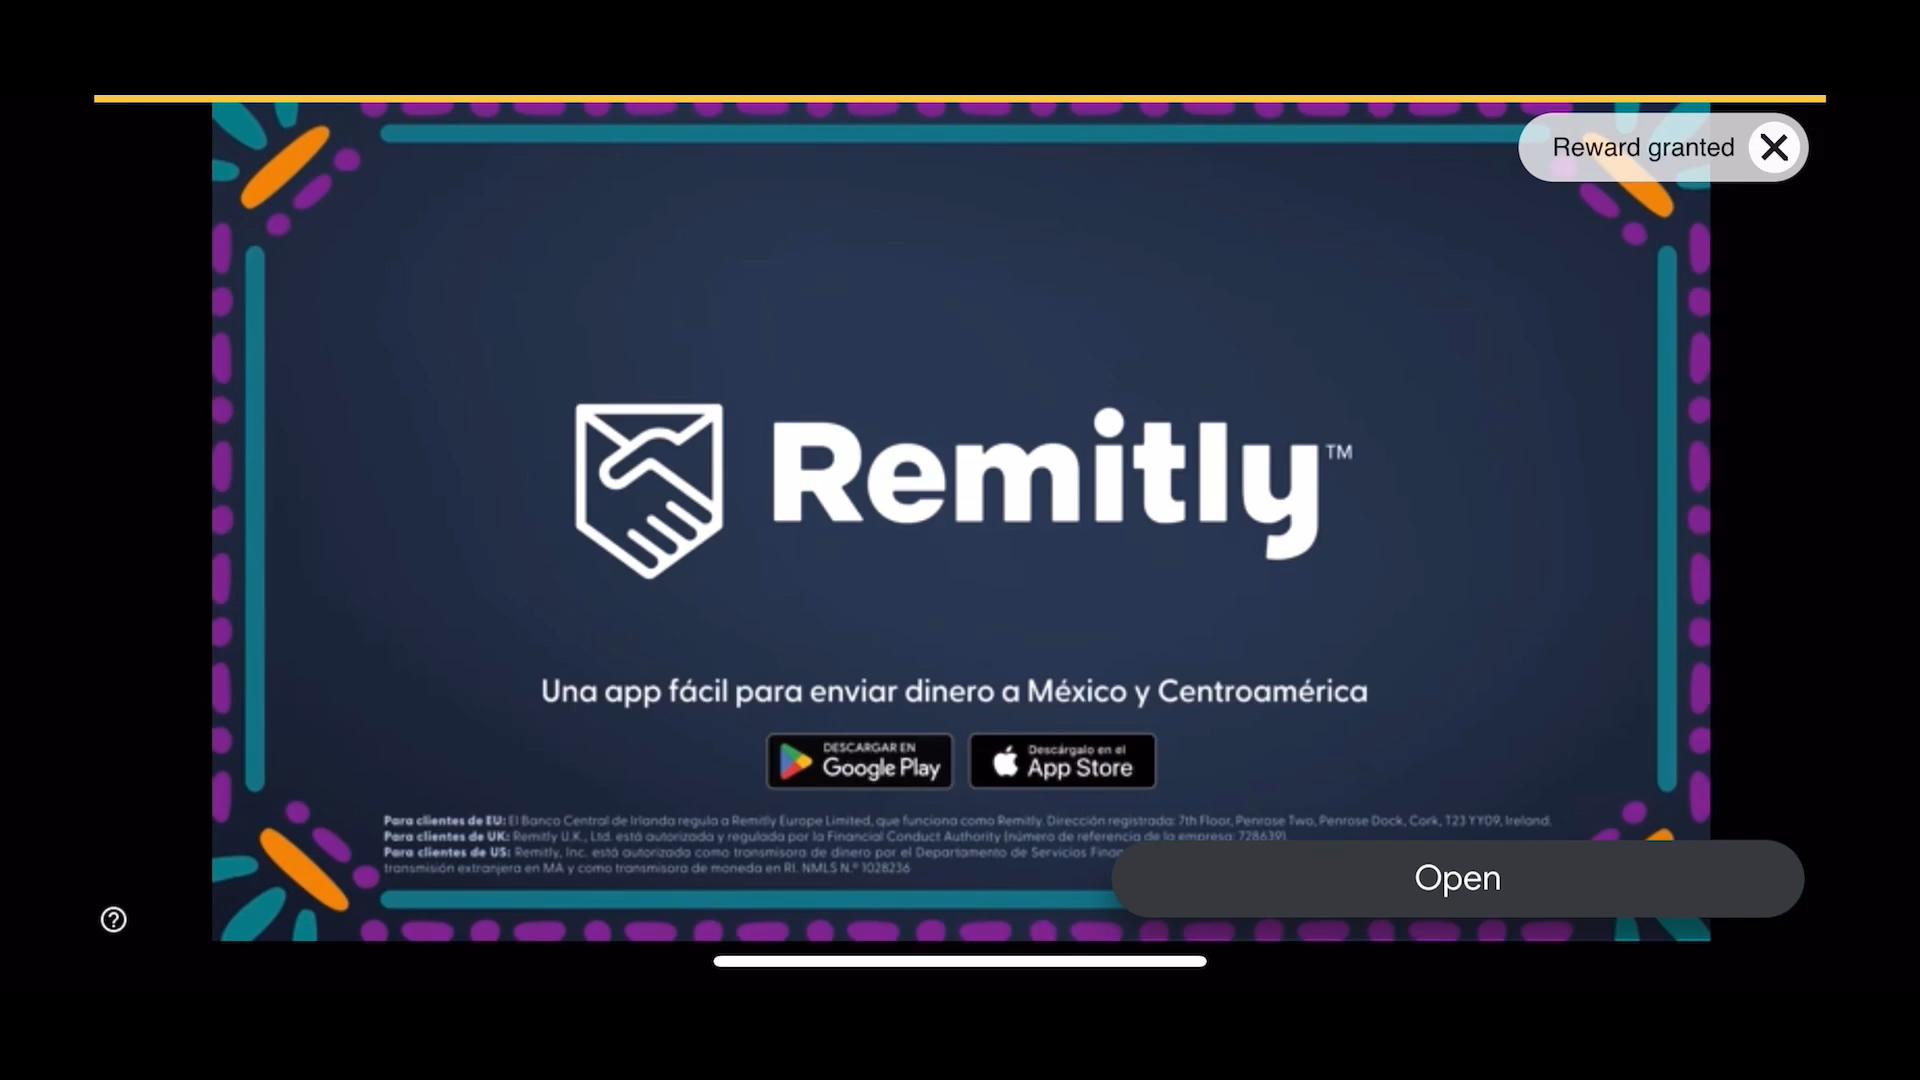 Reward granted
Remitly™
Una app fácil para enviar dinero a México y Centroamérica
DESCARGAR EN
Google Play
Descárgalo en el
App Store
Para clientes de EU: El Banco Central de Irlanda regula a Remitly Europe Limited, que funciona como Remitly. Dirección registrada: 7th Floor, Penrose Two, Penrose Dock, Cork, T23 YY09, Ireland.
Para clientes de UK: Remitly U.K., Ltd. está autorizada y regulada por la Financial Conduct Authority (número de referencia de la empresa: 728639).
Para clientes de US: Remitly, Inc. está autorizada como transmisora de dinero por el Departamento de Servicios
transmisión extranjera en MA y como transmisora de moneda en RI. NMLS N.º 1028236
Open